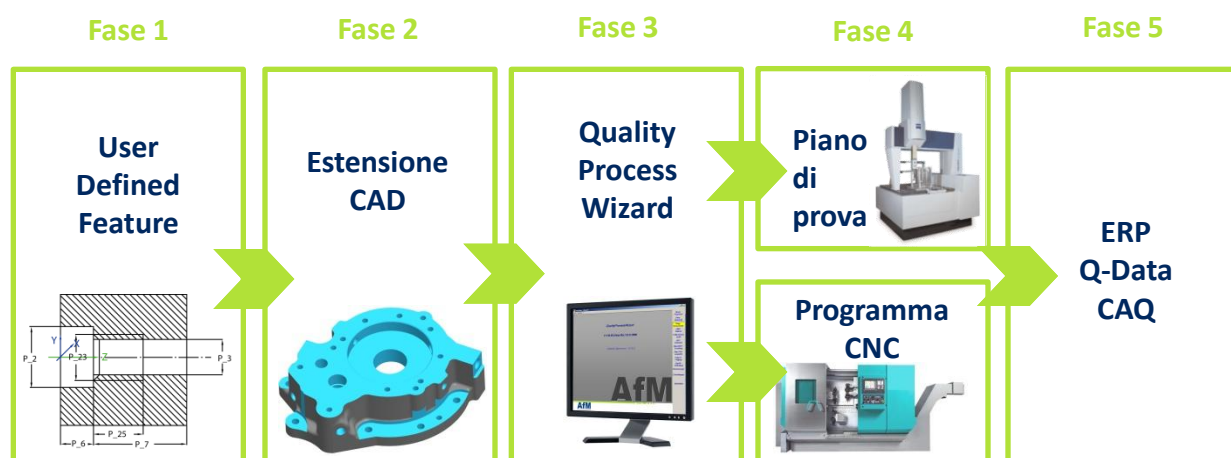 Fase 1
Fase 2
Fase 3
Fase 4
Fase 5
User
Defined
Feature
P_2
Y
X
Z
P_23
P_3
P_25
P_6
P_7
Estensione
CAD
Quality
Process
Wizard
AfM
AfM
Piano
di
prova
Programma
CNC
ERP
Q-Data
CAQ